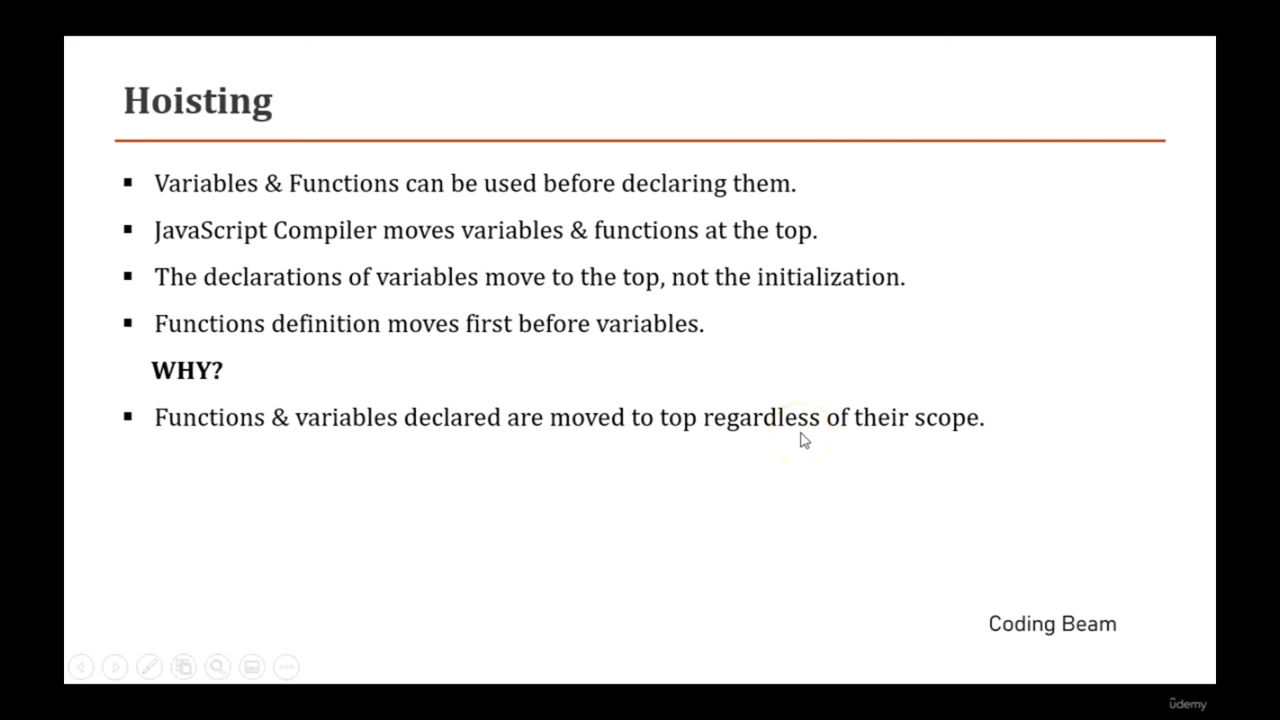 Hoisting
▪ Variables & Functions can be used before declaring them.
▪ JavaScript Compiler moves variables & functions at the top.
▪ The declarations of variables move to the top, not the initialization.
▪ Functions definition moves first before variables.
WHY?
▪ Functions & variables declared are moved to top regardless of their scope.
Coding Beam
ûdemy